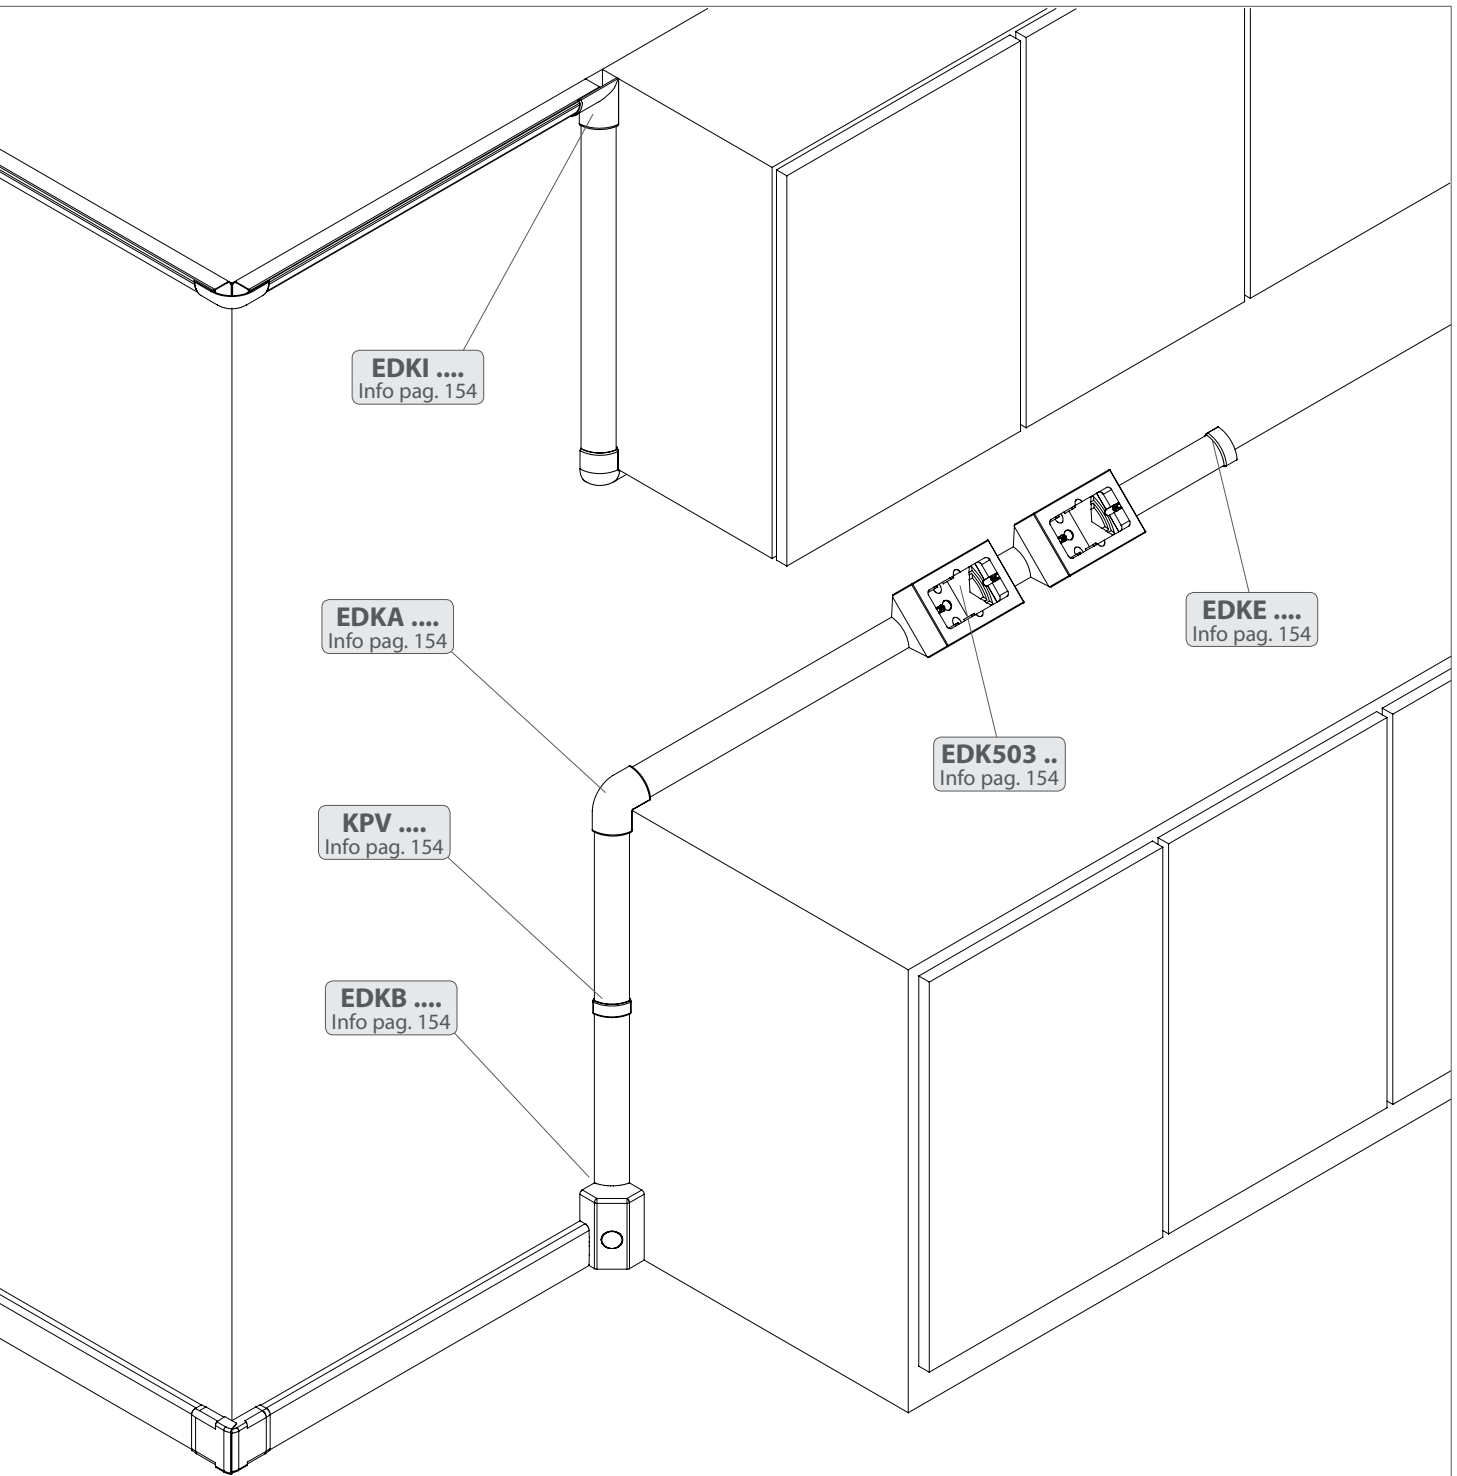 EDKI ....
Info pag. 154
EDKA ....
Info pag. 154
EDKE ....
Info pag. 154
EDK503 ..
Info pag. 154
KPV ....
Info pag. 154
EDKB ....
Info pag. 154